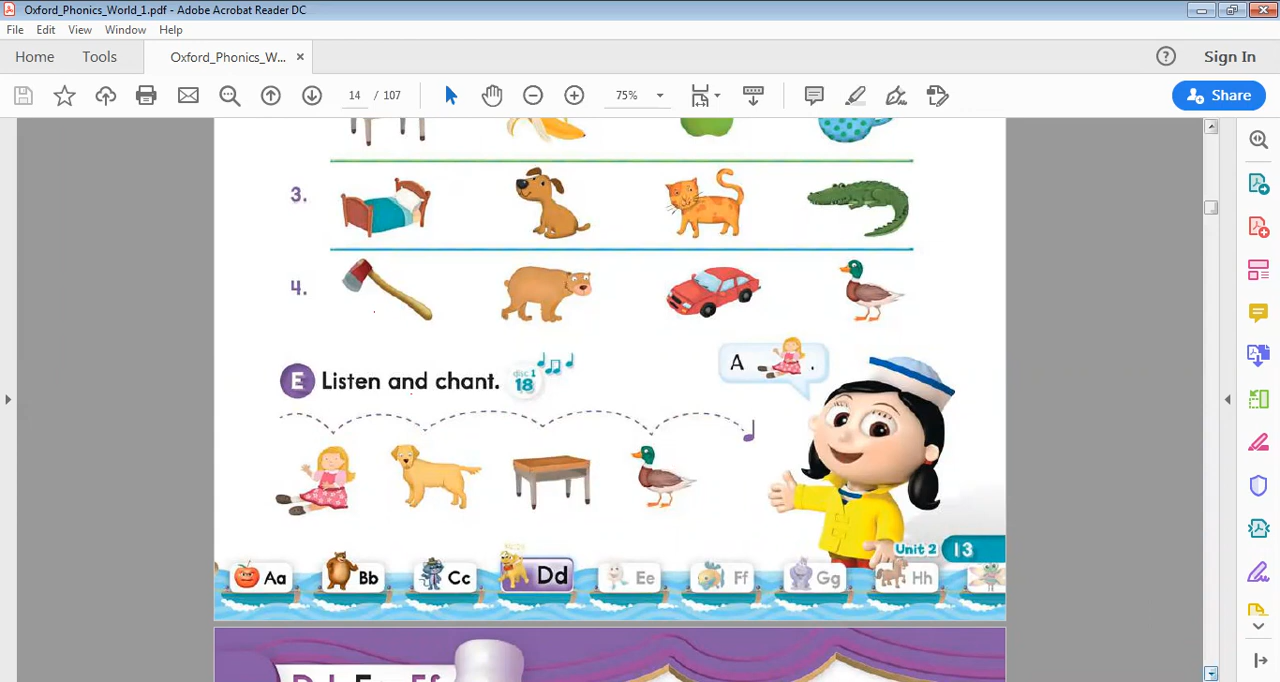 Oxford_Phonics_World_1.pdf - Adobe Acrobat Reader DC
File Edit View Window Help
Home Tools Oxford_Phonics_W... × Sign In
14 / 107 75% Share
3.
4.
E Listen and chant. disc 1 18
A .
Unit 2 13
Aa Bb Cc Dd Ee Ff Gg Hh